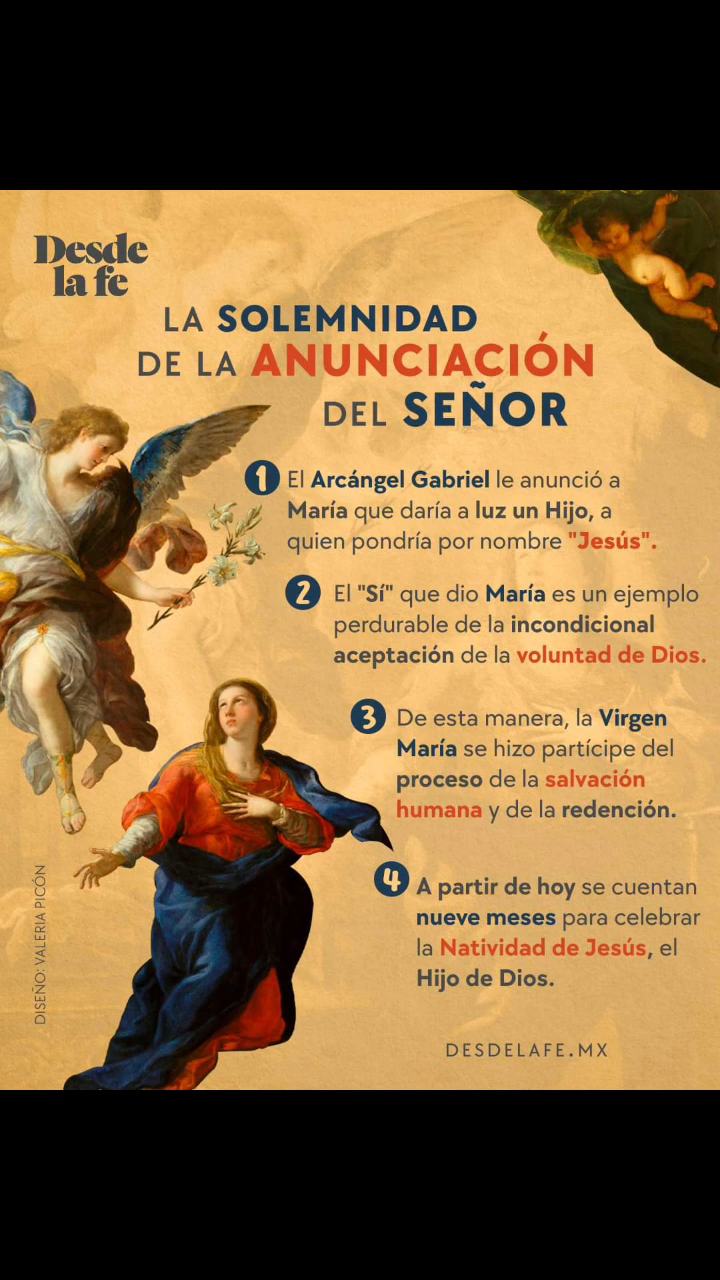 Desde
la fe
LA SOLEMNIDAD
DE LA ANUNCIACIÓN
DEL SEÑOR
1 El Arcángel Gabriel le anunció a
María que daría a luz un Hijo, a
quien pondría por nombre "Jesús".
2 El "Sí" que dio María es un ejemplo
perdurable de la incondicional
aceptación de la voluntad de Dios.
3 De esta manera, la Virgen
María se hizo partícipe del
proceso de la salvación
humana y de la redención.
4 A partir de hoy se cuentan
nueve meses para celebrar
la Natividad de Jesús, el
Hijo de Dios.
DISEÑO: VALERIA PICÓN
DESDELAFE.MX